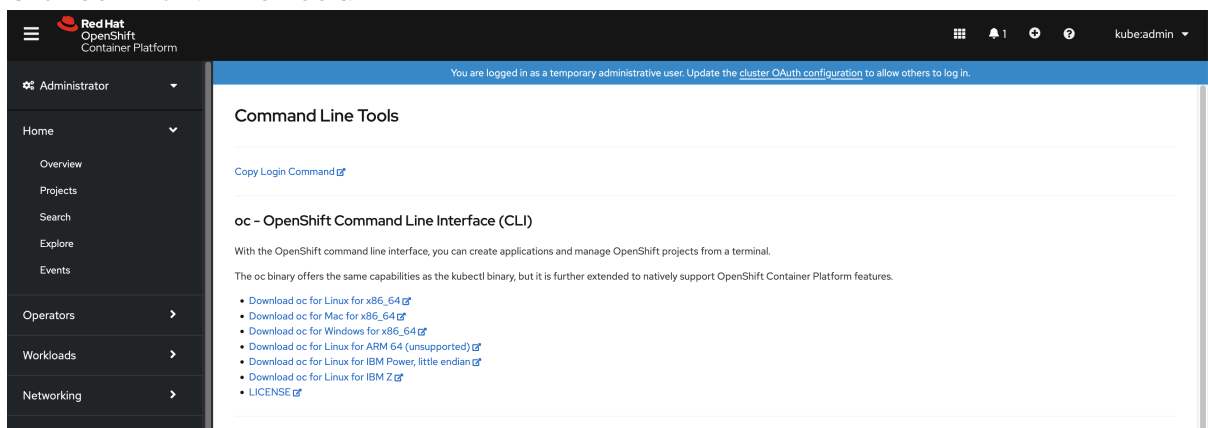 Red Hat
OpenShift
Container Platform
1
kube:admin
You are logged in as a temporary administrative user. Update the cluster OAuth configuration to allow others to log in.
Administrator
Home
Overview
Projects
Search
Explore
Events
Operators
Workloads
Networking
Command Line Tools
Copy Login Command
oc - OpenShift Command Line Interface (CLI)
With the OpenShift command line interface, you can create applications and manage OpenShift projects from a terminal.
The oc binary offers the same capabilities as the kubectl binary, but it is further extended to natively support OpenShift Container Platform features.
• Download oc for Linux for x86_64
• Download oc for Mac for x86_64
• Download oc for Windows for x86_64
• Download oc for Linux for ARM 64 (unsupported)
• Download oc for Linux for IBM Power, little endian
• Download oc for Linux for IBM Z
• LICENSE